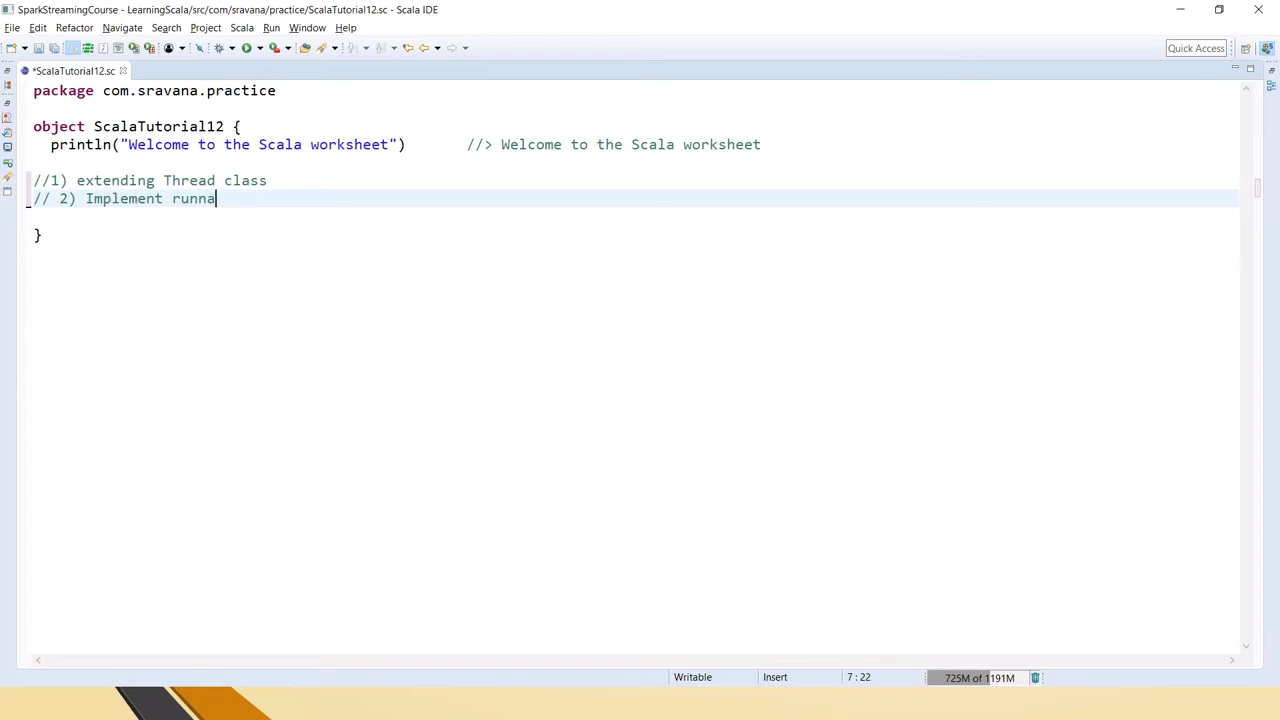 SparkStreamingCourse - LearningScala/src/com/sravana/practice/ScalaTutorial12.sc - Scala IDE
File Edit Refactor Navigate Search Project Scala Run Window Help
Quick Access
*ScalaTutorial12.sc
package com.sravana.practice
object ScalaTutorial12 {
println("Welcome to the Scala worksheet") //> Welcome to the Scala worksheet
//1) extending Thread class
// 2) Implement runna
}
Writable Insert 7 : 22 725M of 1191M